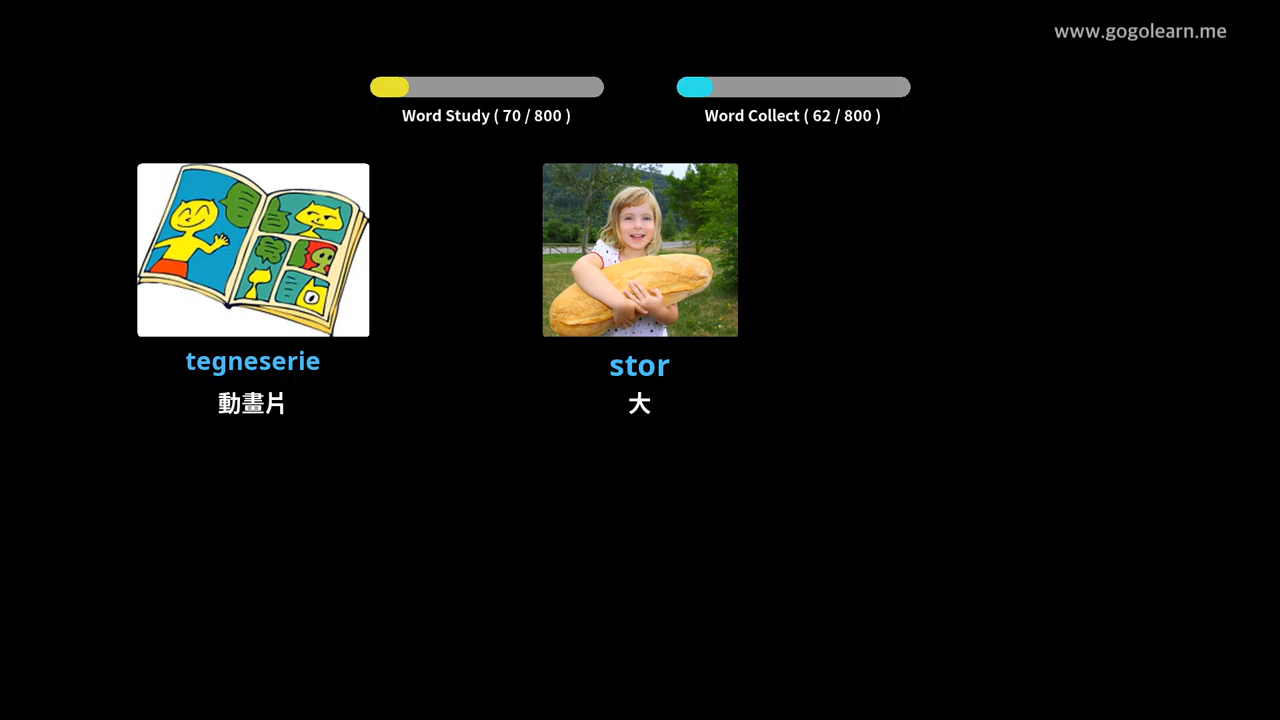 www.gogolearn.me
Word Study ( 70 / 800 )
Word Collect ( 62 / 800 )
tegneserie
stor
動畫片
大